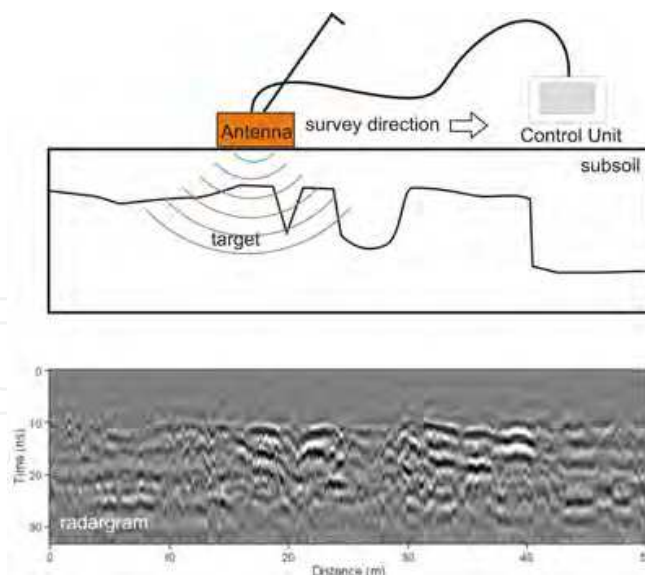 Antenna
survey direction
Control Unit
subsoil
target
0
10
20
30
Time (ns)
radargram
0
10
20
30
40
Distance (m)